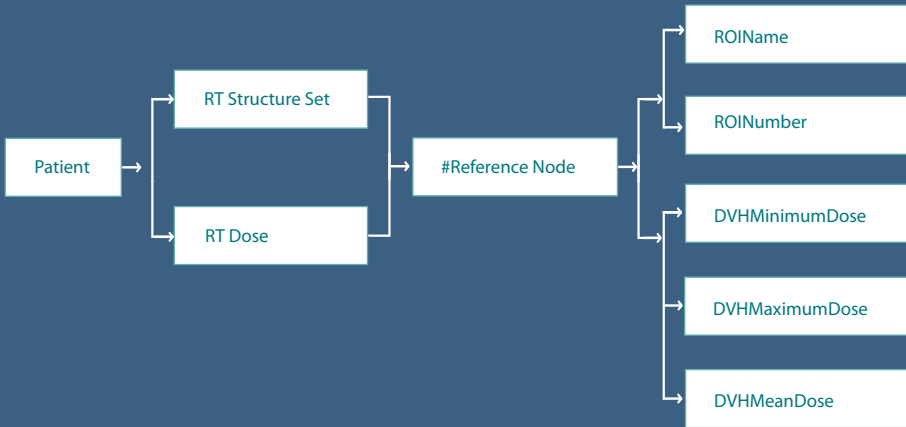 Patient
RT Structure Set
RT Dose
#Reference Node
ROIName
ROINumber
DVHMinimumDose
DVHMaximumDose
DVHMeanDose